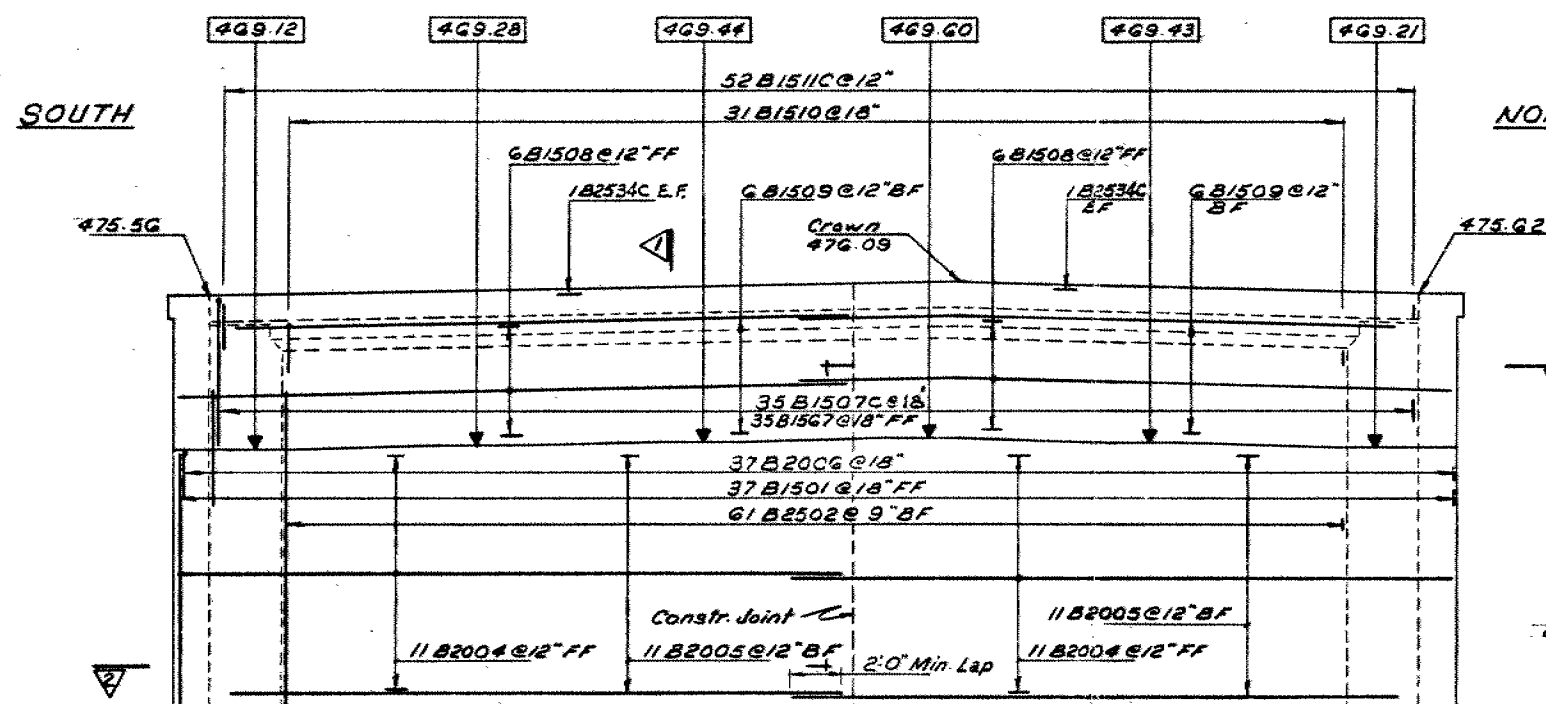 469.12 469.28 469.44 469.60 469.43 469.21
52 B1511C @ 12"
SOUTH
31 B1510 @ 18"
6 B1508 @ 12" FF
6 B1508 @ 12" FF
1 B2534C E.F.
6 B1509 @ 12" BF
1 B2534C
EF
6 B1509 @ 12"
BF
475.56
Crown
476.09
475.62
1
35 B1507C @ 18"
35 B1567 @ 18" FF
37 B20C6 @ 18"
37 B1501 @ 18" FF
61 B2502 @ 9" BF
Constr. Joint
11 B2005 @ 12" BF
11 B2004 @ 12" FF
11 B2005 @ 12" BF
11 B2004 @ 12" FF
2'-0" Min. Lap
2